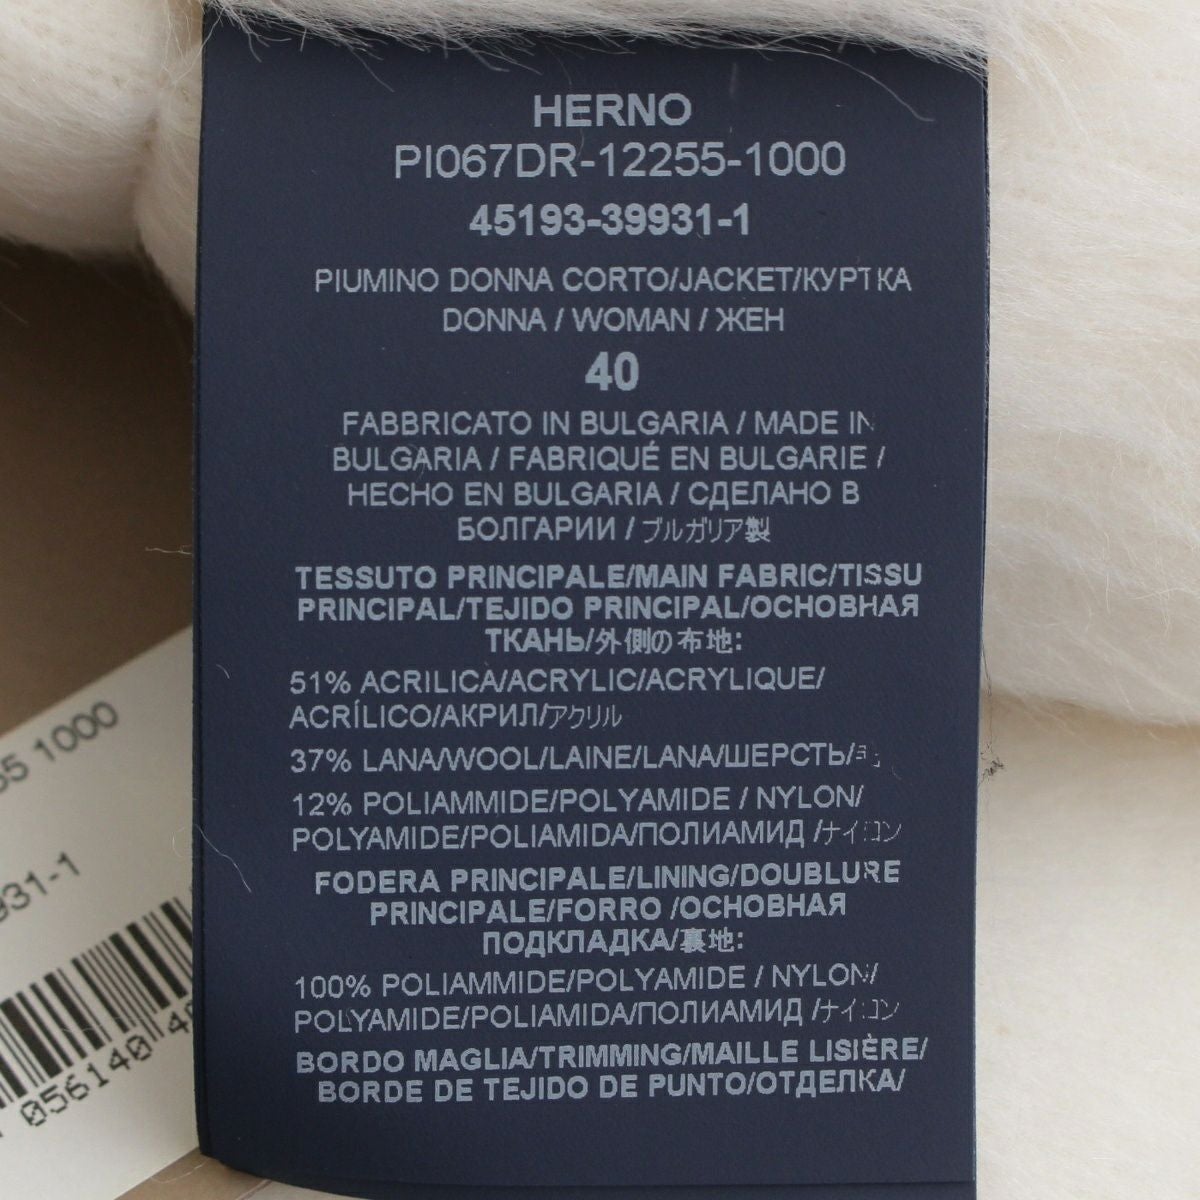 HERNO
PI067DR-12255-1000
45193-39931-1
PIUMINO DONNA CORTO/JACKET/КУРТКА
DONNA / WOMAN / ЖЕН
40
FABBRICATO IN BULGARIA / MADE IN
BULGARIA / FABRIQUÉ EN BULGARIE /
HECHO EN BULGARIA / СДЕЛАНО В
БОЛГАРИИ / ブルガリア製
TESSUTO PRINCIPALE/MAIN FABRIC/TISSU
PRINCIPAL/TEJIDO PRINCIPAL/ОСНОВНАЯ
ТКАНЬ/外側の布地:
51% ACRILICA/ACRYLIC/ACRYLIQUE/
ACRÍLICO/АКРИЛ/アクリル
37% LANA/WOOL/LAINE/LANA/ШЕРСТЬ/
12% POLIAMMIDE/POLYAMIDE / NYLON/
POLYAMIDE/POLIAMIDA/ПОЛИАМИД /ナイロン
FODERA PRINCIPALE/LINING/DOUBLURE
PRINCIPALE/FORRO /ОСНОВНАЯ
ПОДКЛАДКА/裏地:
100% POLIAMMIDE/POLYAMIDE / NYLON/
POLYAMIDE/POLIAMIDA/ПОЛИАМИД /ナイロン
BORDO MAGLIA/TRIMMING/MAILLE LISIÈRE/
BORDE DE TEJIDO DE PUNTO/ОТДЕЛКА/
55 1000
931-1
056140